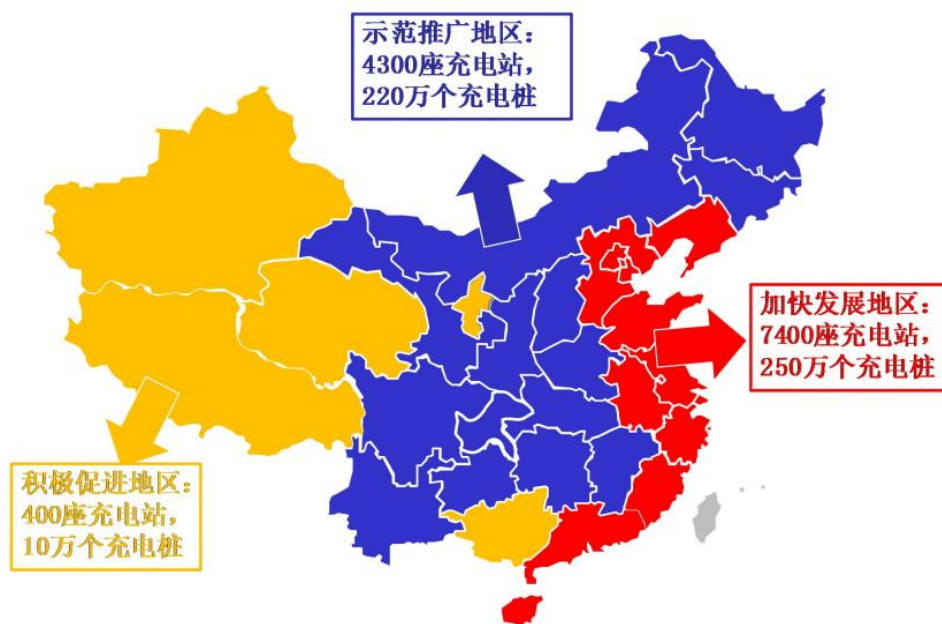 示范推广地区：
4300座充电站，
220万个充电桩
加快发展地区：
7400座充电站，
250万个充电桩
积极促进地区：
400座充电站，
10万个充电桩